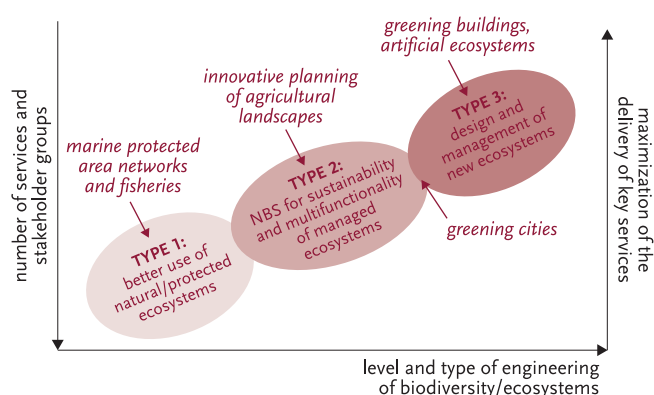 greening buildings,
artificial ecosystems
innovative planning
of agricultural
landscapes
marine protected
area networks
and fisheries
TYPE 3:
design and
management of
new ecosystems
TYPE 2:
NBS for sustainability
and multifunctionality
of managed
ecosystems
TYPE 1:
better use of
natural/protected
ecosystems
greening cities
number of services and
stakeholder groups
maximization of the
delivery of key services
level and type of engineering
of biodiversity/ecosystems